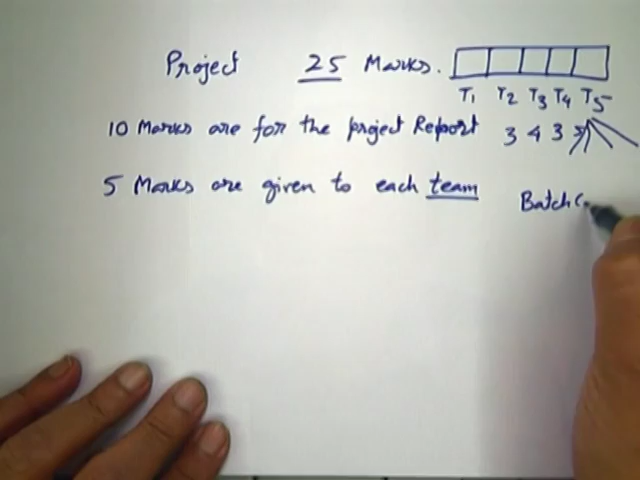 Project 25 Marks.
T1 T2 T3 T4 T5
10 Marks are for the project Report 3 4 3
5 Marks are given to each team
Batch(